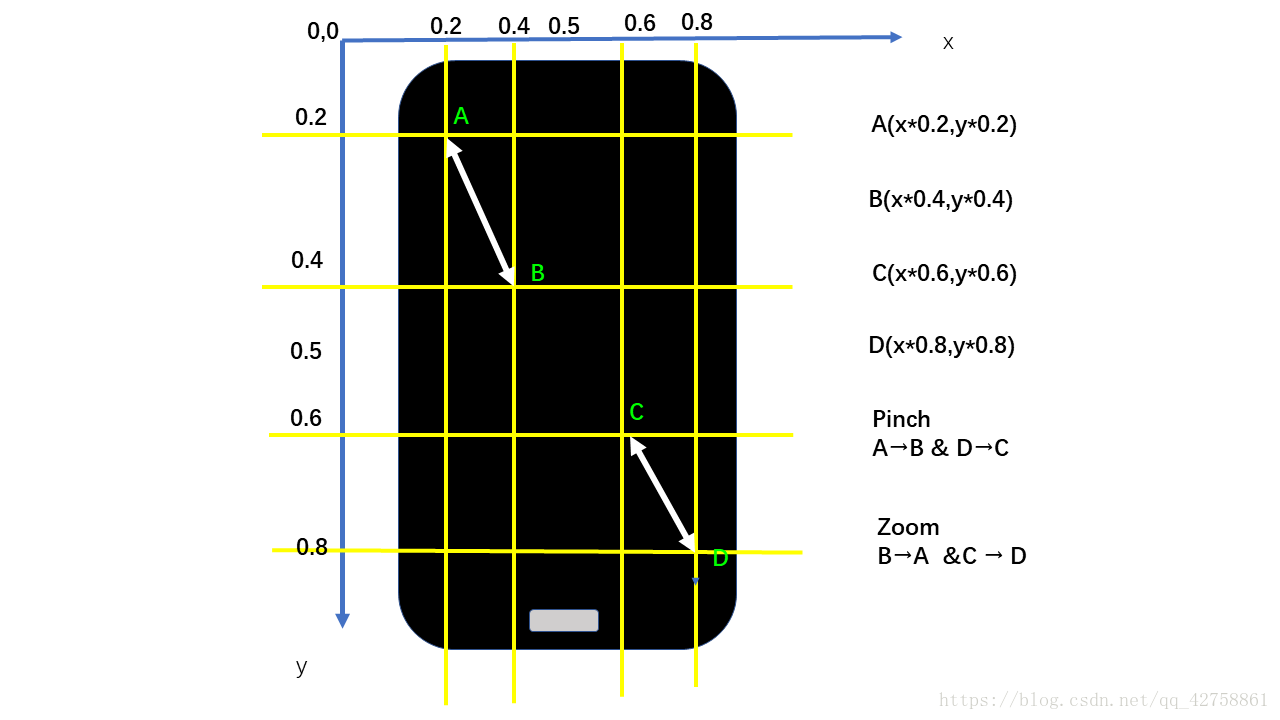 0,0
0.2
0.4
0.5
0.6
0.8
x
0.2
A
A(x*0.2,y*0.2)
B(x*0.4,y*0.4)
0.4
B
C(x*0.6,y*0.6)
0.5
D(x*0.8,y*0.8)
0.6
C
Pinch
A→B & D→C
Zoom
B→A &C → D
0.8
D
y
https://blog.csdn.net/qq_42758861